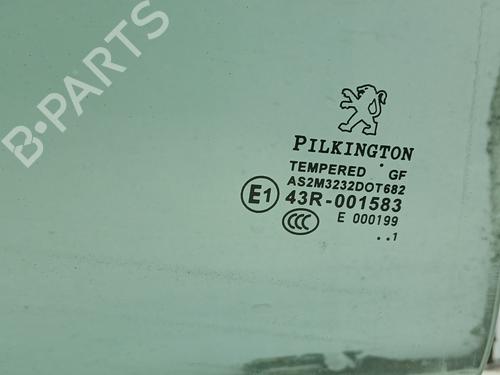 B-PARTS
PILKINGTON
TEMPERED GF
AS2M3232DOT682
E1 43R-001583
CCC E 000199
..1